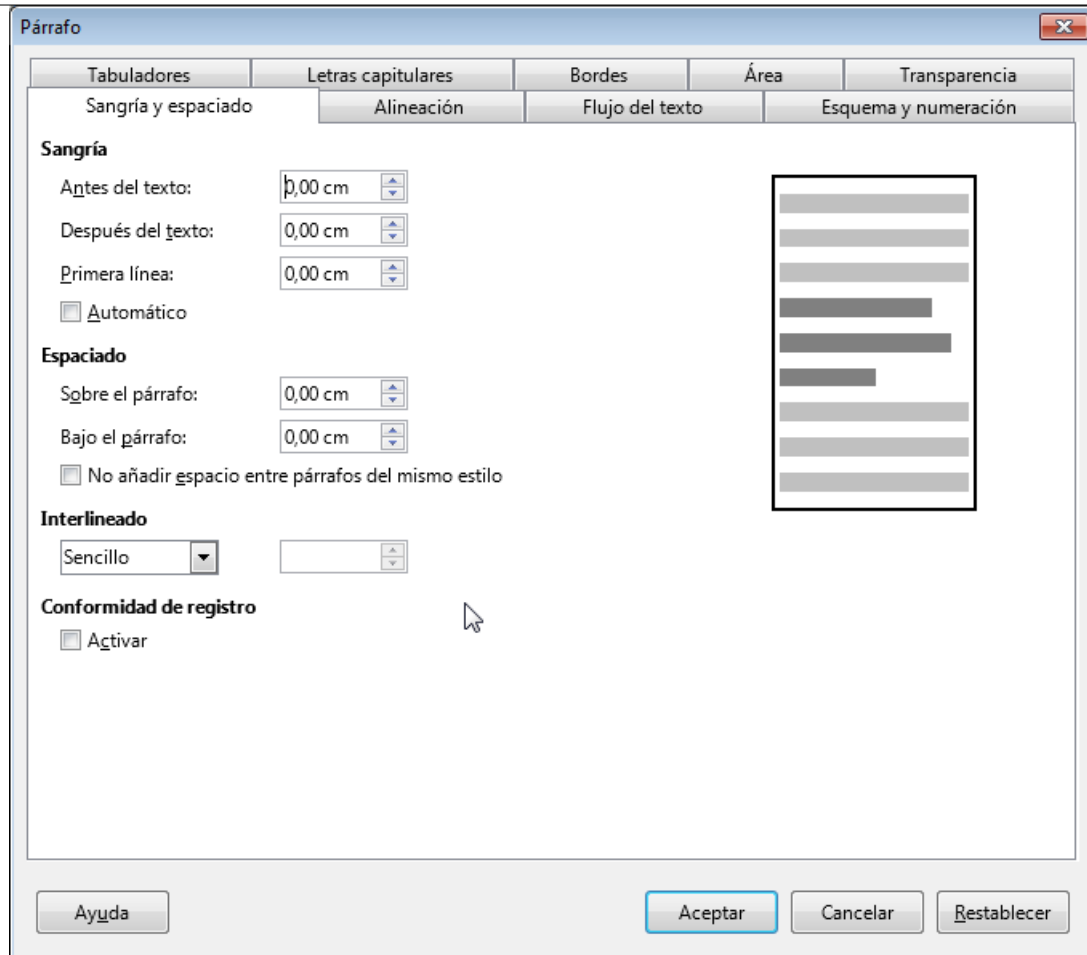 Párrafo
Tabuladores Letras capitulares Bordes Área Transparencia
Sangría y espaciado Alineación Flujo del texto Esquema y numeración
Sangría
Antes del texto: 0,00 cm
Después del texto: 0,00 cm
Primera línea: 0,00 cm
Automático
Espaciado
Sobre el párrafo: 0,00 cm
Bajo el párrafo: 0,00 cm
No añadir espacio entre párrafos del mismo estilo
Interlineado
Sencillo
Conformidad de registro
Activar
Ayuda Aceptar Cancelar Restablecer